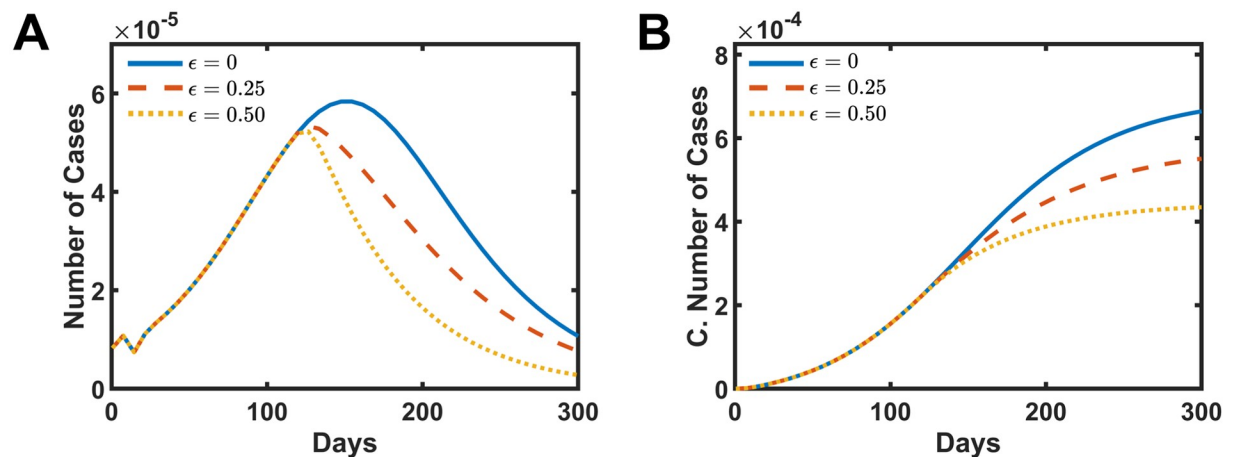 A
×10⁻⁵
ϵ = 0
ϵ = 0.25
ϵ = 0.50
6
4
2
0
Number of Cases
0 100 200 300
Days
B
×10⁻⁴
ϵ = 0
ϵ = 0.25
ϵ = 0.50
8
6
4
2
0
C. Number of Cases
0 100 200 300
Days